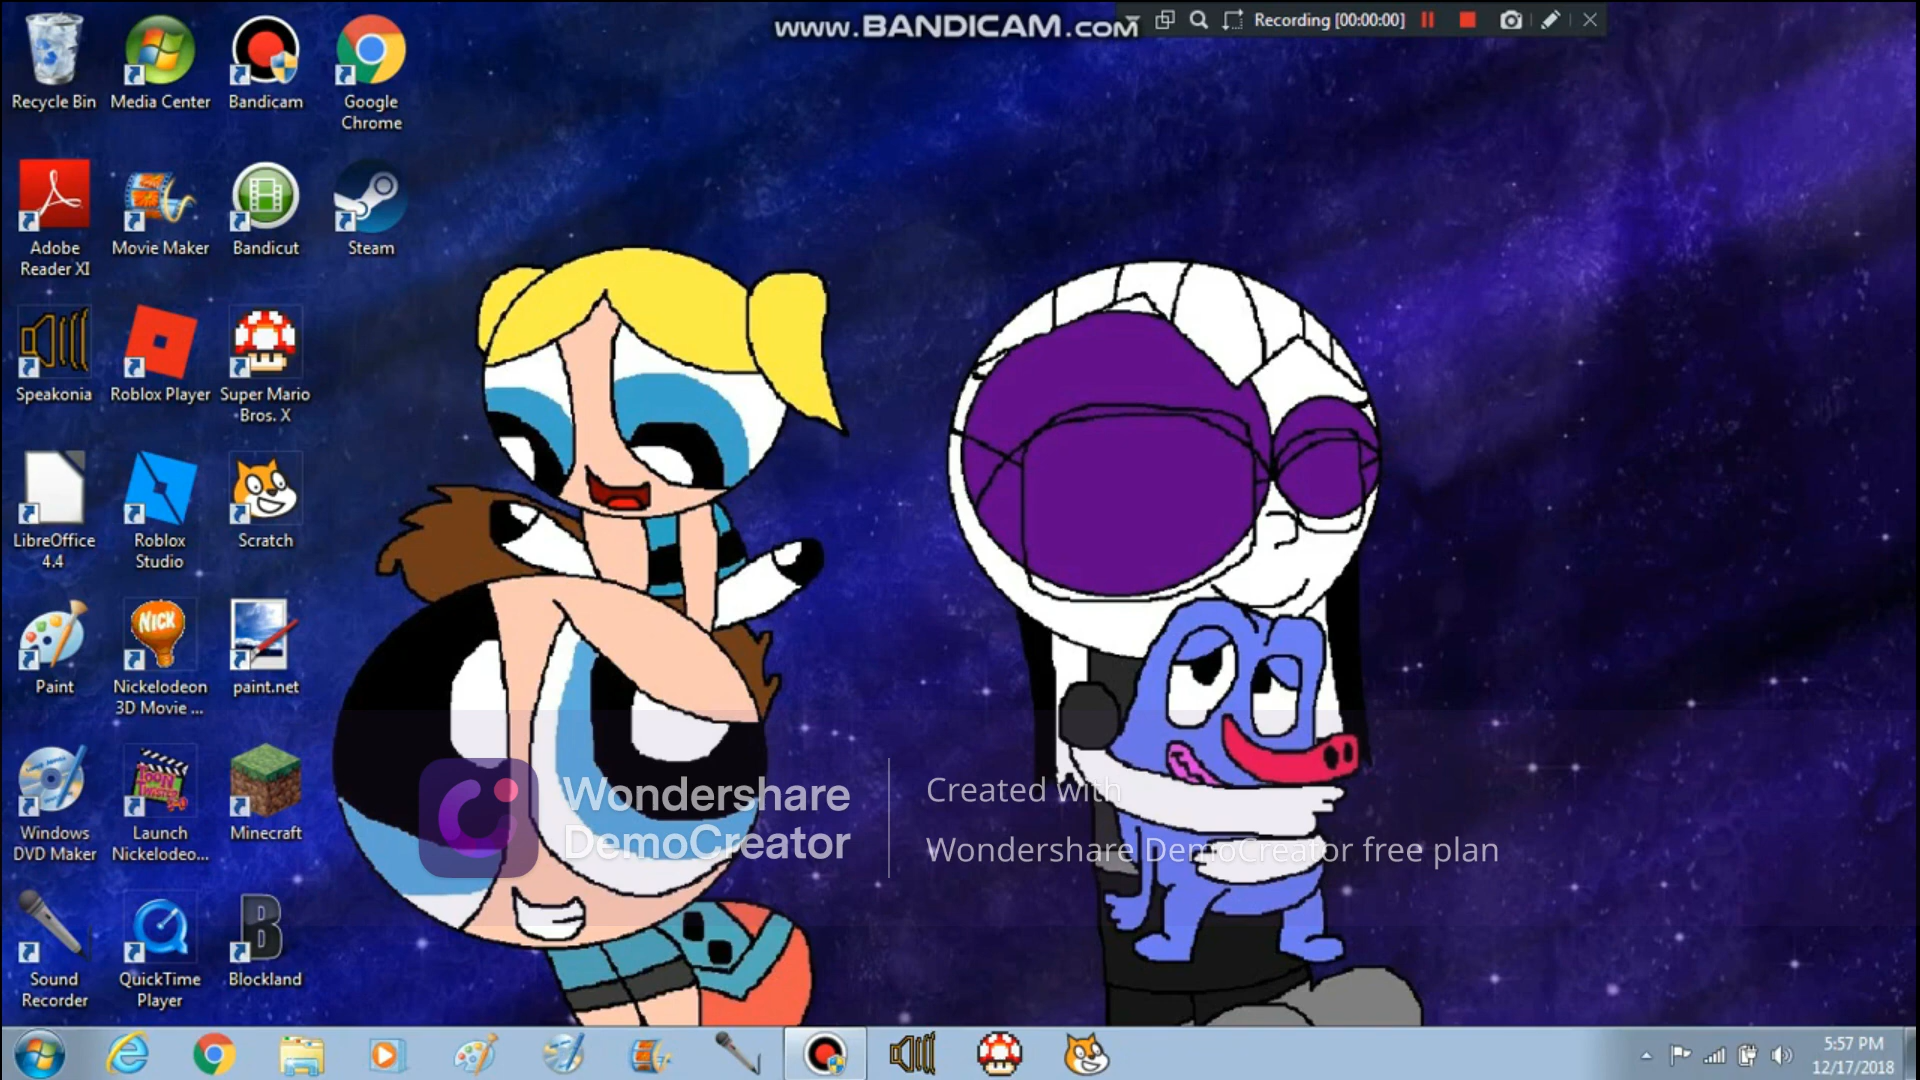 www.BANDICAM.com
Recording [00:00:00]
Recycle Bin
Media Center
Bandicam
Google
Chrome
Adobe
Reader XI
Movie Maker
Bandicut
Steam
Speakonia
Roblox Player
Super Mario
Bros. X
LibreOffice
4.4
Roblox
Studio
Scratch
NICK
Paint
Nickelodeon
3D Movie ...
paint.net
Windows
DVD Maker
Launch
Nickelodeo...
Minecraft
Wondershare
DemoCreator
Created with
Wondershare DemoCreator free plan
B
Sound
Recorder
QuickTime
Player
Blockland
5:57 PM
12/17/2018